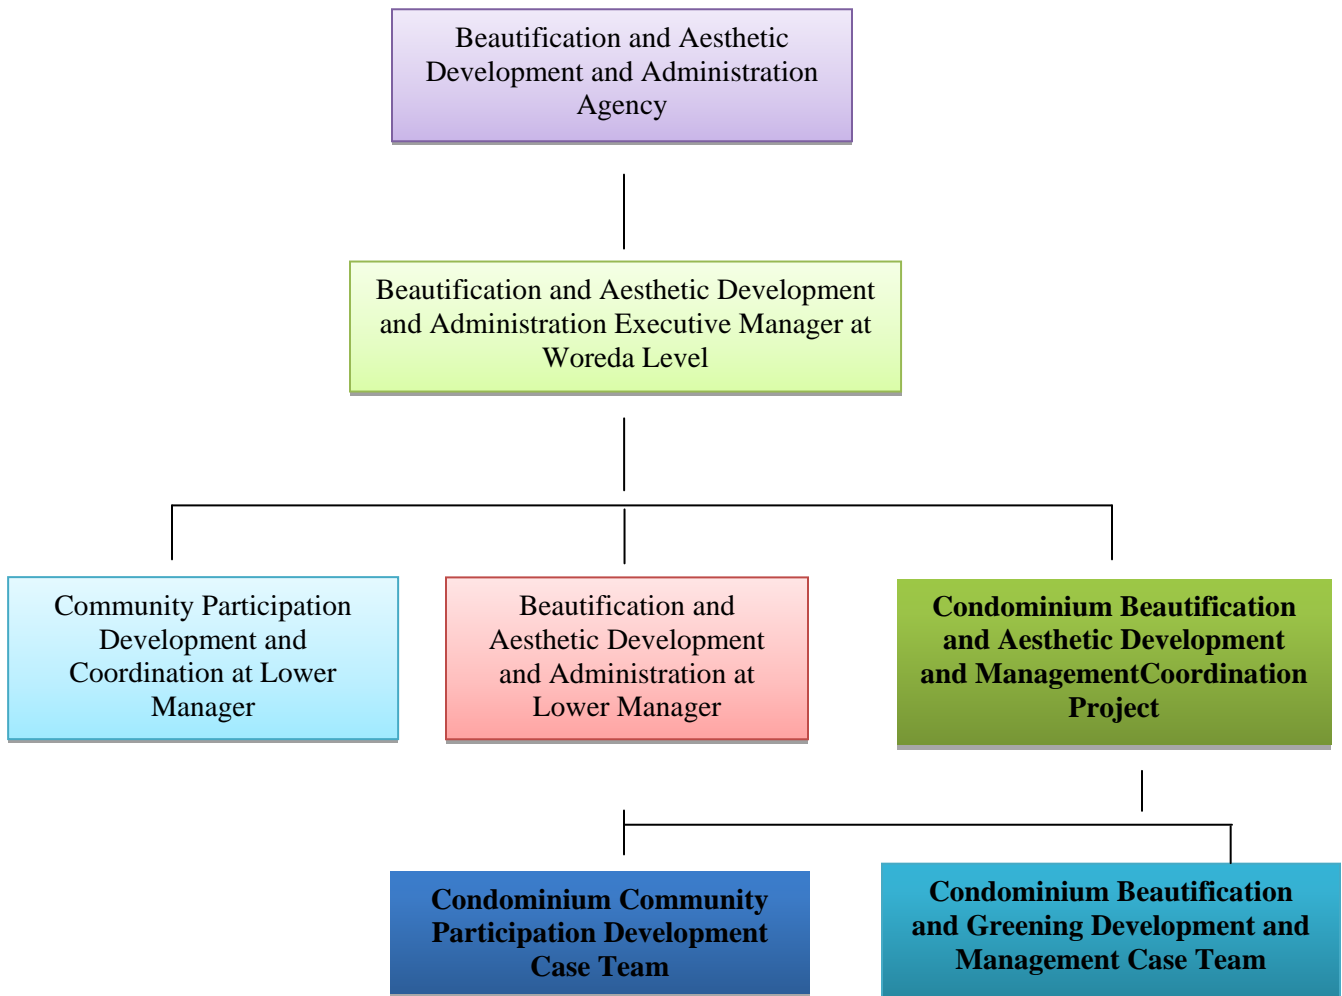 Beautification and Aesthetic
Development and Administration
Agency
Beautification and Aesthetic Development
and Administration Executive Manager at
Woreda Level
Community Participation
Development and
Coordination at Lower
Manager
Beautification and
Aesthetic Development
and Administration at
Lower Manager
Condominium Beautification
and Aesthetic Development
and ManagementCoordination
Project
Condominium Community
Participation Development
Case Team
Condominium Beautification
and Greening Development and
Management Case Team